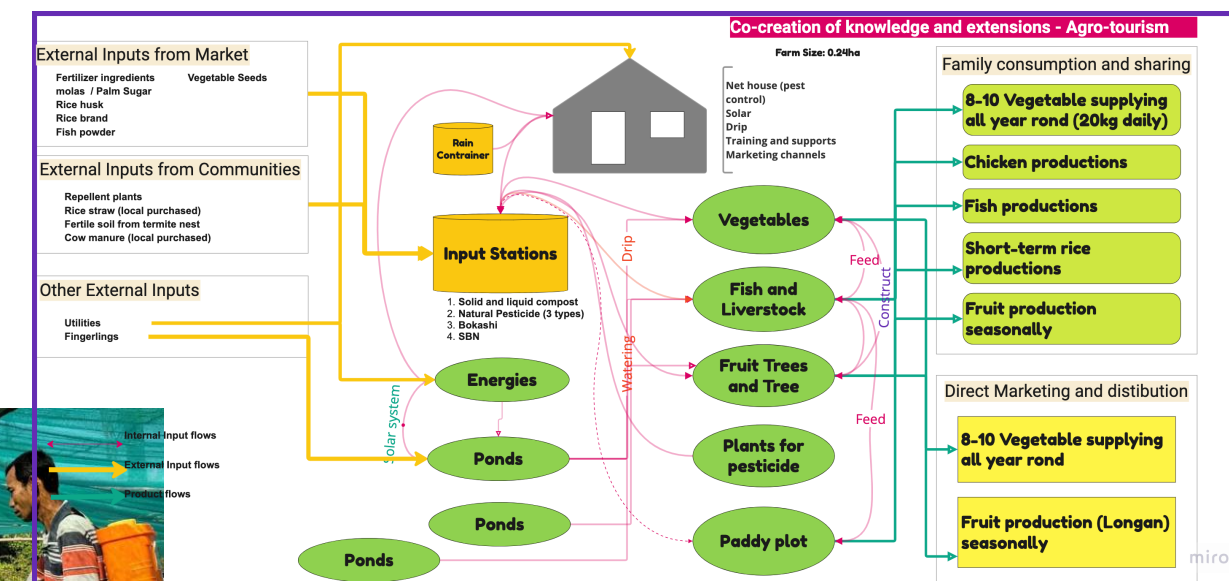 Co-creation of knowledge and extensions - Agro-tourism
Farm Size: 0.24ha
External Inputs from Market
Fertilizer ingredients
molas / Palm Sugar
Rice husk
Rice brand
Fish powder
Vegetable Seeds
External Inputs from Communities
Repellent plants
Rice straw (local purchased)
Fertile soil from termite nest
Cow manure (local purchased)
Other External Inputs
Utilities
Fingerlings
Internal Input flows
External Input flows
Product flows
Rain
Contrainer
Input Stations
1. Solid and liquid compost
2. Natural Pesticide (3 types)
3. Bokashi
4. SBN
Energies
Solar system
Ponds
Ponds
Ponds
Net house (pest
control)
Solar
Drip
Training and supports
Marketing channels
Drip
Watering
Vegetables
Fish and
Liverstock
Fruit Trees
and Tree
Plants for
pesticide
Paddy plot
Feed
Construct
Feed
Family consumption and sharing
8-10 Vegetable supplying
all year rond (20kg daily)
Chicken productions
Fish productions
Short-term rice
productions
Fruit production
seasonally
Direct Marketing and distibution
8-10 Vegetable supplying
all year rond
Fruit production (Longan)
seasonally
miro